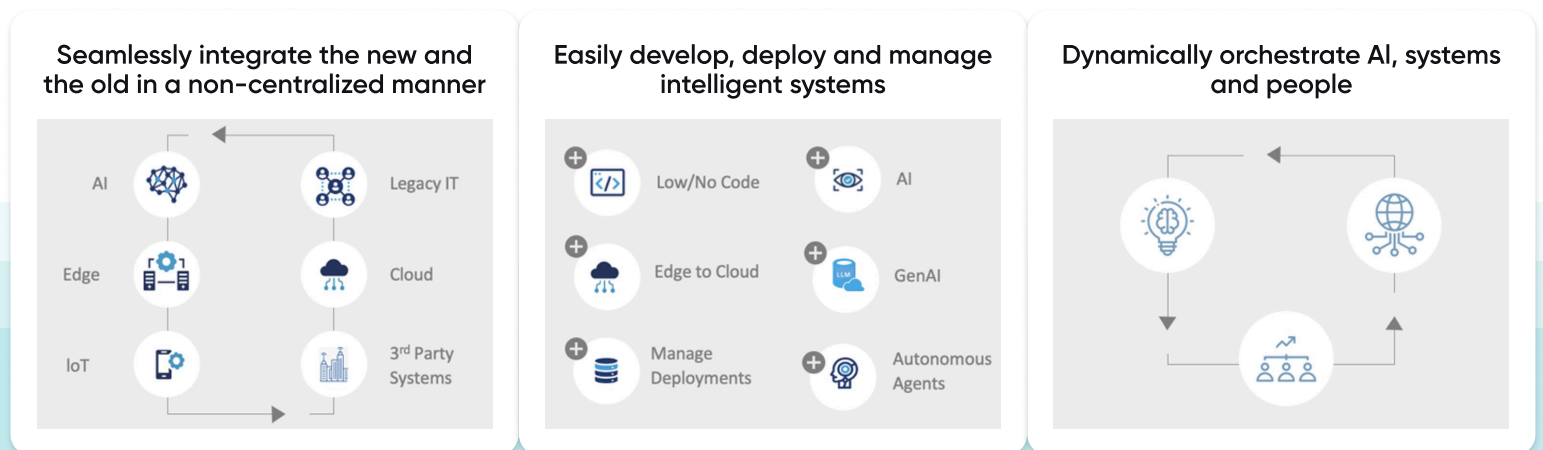 Seamlessly integrate the new and
the old in a non-centralized manner
AI
Legacy IT
Edge
Cloud
IoT
3rd Party
Systems
Easily develop, deploy and manage
intelligent systems
</>
Low/No Code
AI
Edge to Cloud
LLM
GenAI
Manage
Deployments
Autonomous
Agents
Dynamically orchestrate AI, systems
and people